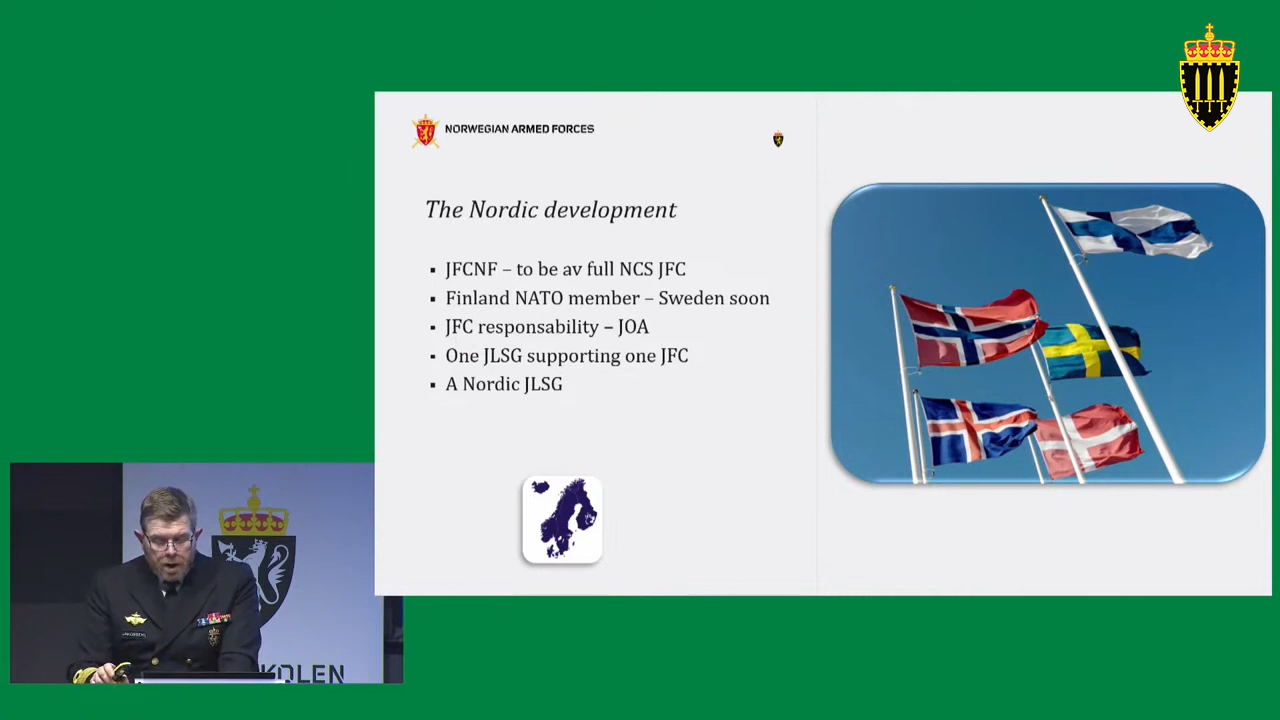 NORWEGIAN ARMED FORCES
The Nordic development
▪ JFCNF – to be av full NCS JFC
▪ Finland NATO member – Sweden soon
▪ JFC responsability – JOA
▪ One JLSG supporting one JFC
▪ A Nordic JLSG
KOLEN